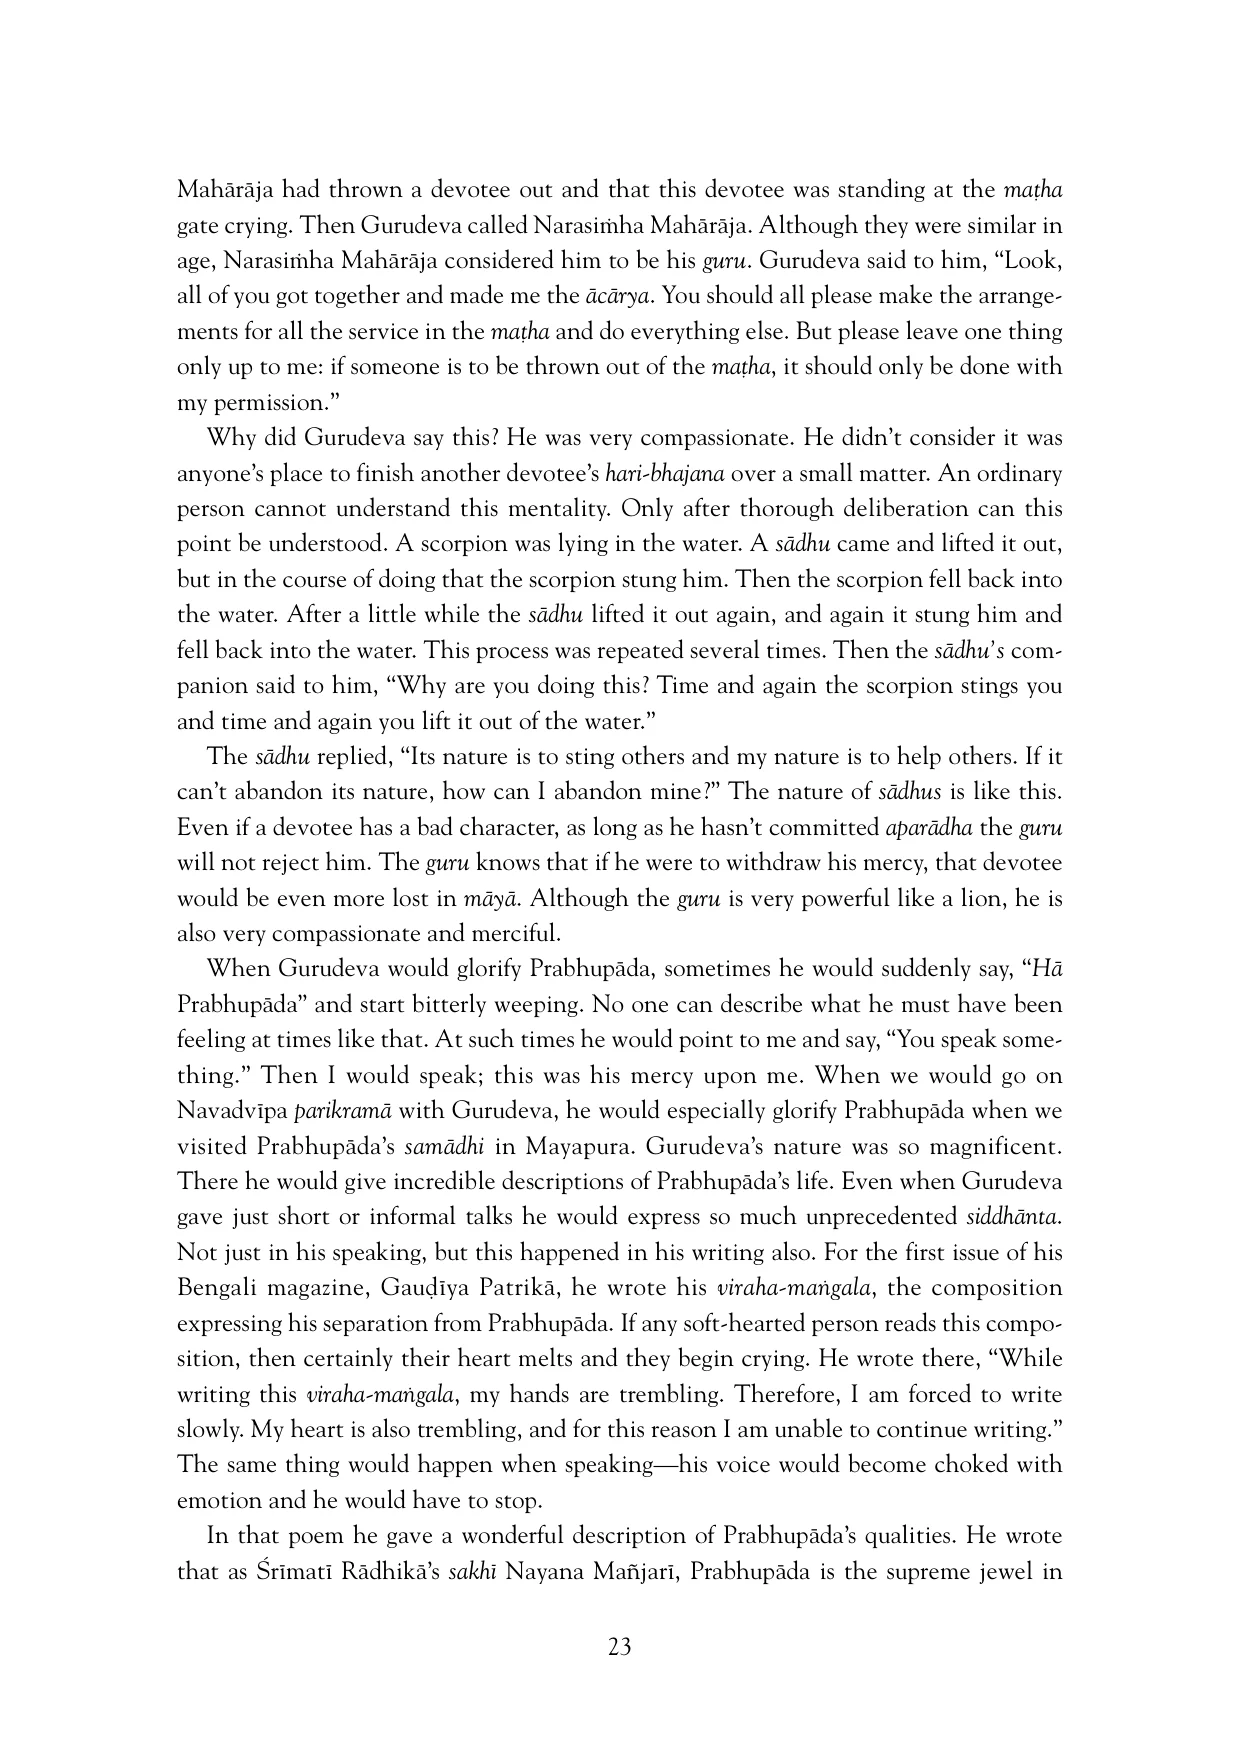 Mahārāja had thrown a devotee out and that this devotee was standing at the maṭha
gate crying. Then Gurudeva called Narasiṁha Mahārāja. Although they were similar in
age, Narasiṁha Mahārāja considered him to be his guru. Gurudeva said to him, “Look,
all of you got together and made me the ācārya. You should all please make the arrange-
ments for all the service in the maṭha and do everything else. But please leave one thing
only up to me: if someone is to be thrown out of the maṭha, it should only be done with
my permission.”
Why did Gurudeva say this? He was very compassionate. He didn’t consider it was
anyone’s place to finish another devotee’s hari-bhajana over a small matter. An ordinary
person cannot understand this mentality. Only after thorough deliberation can this
point be understood. A scorpion was lying in the water. A sādhu came and lifted it out,
but in the course of doing that the scorpion stung him. Then the scorpion fell back into
the water. After a little while the sādhu lifted it out again, and again it stung him and
fell back into the water. This process was repeated several times. Then the sādhu’s com-
panion said to him, “Why are you doing this? Time and again the scorpion stings you
and time and again you lift it out of the water.”
The sādhu replied, “Its nature is to sting others and my nature is to help others. If it
can’t abandon its nature, how can I abandon mine?” The nature of sādhus is like this.
Even if a devotee has a bad character, as long as he hasn’t committed aparādha the guru
will not reject him. The guru knows that if he were to withdraw his mercy, that devotee
would be even more lost in māyā. Although the guru is very powerful like a lion, he is
also very compassionate and merciful.
When Gurudeva would glorify Prabhupāda, sometimes he would suddenly say, “Hā
Prabhupāda” and start bitterly weeping. No one can describe what he must have been
feeling at times like that. At such times he would point to me and say, “You speak some-
thing.” Then I would speak; this was his mercy upon me. When we would go on
Navadvīpa parikramā with Gurudeva, he would especially glorify Prabhupāda when we
visited Prabhupāda’s samādhi in Mayapura. Gurudeva’s nature was so magnificent.
There he would give incredible descriptions of Prabhupāda’s life. Even when Gurudeva
gave just short or informal talks he would express so much unprecedented siddhānta.
Not just in his speaking, but this happened in his writing also. For the first issue of his
Bengali magazine, Gauḍīya Patrikā, he wrote his viraha-maṅgala, the composition
expressing his separation from Prabhupāda. If any soft-hearted person reads this compo-
sition, then certainly their heart melts and they begin crying. He wrote there, “While
writing this viraha-maṅgala, my hands are trembling. Therefore, I am forced to write
slowly. My heart is also trembling, and for this reason I am unable to continue writing.”
The same thing would happen when speaking—his voice would become choked with
emotion and he would have to stop.
In that poem he gave a wonderful description of Prabhupāda’s qualities. He wrote
that as Śrīmatī Rādhikā’s sakhī Nayana Mañjarī, Prabhupāda is the supreme jewel in
23